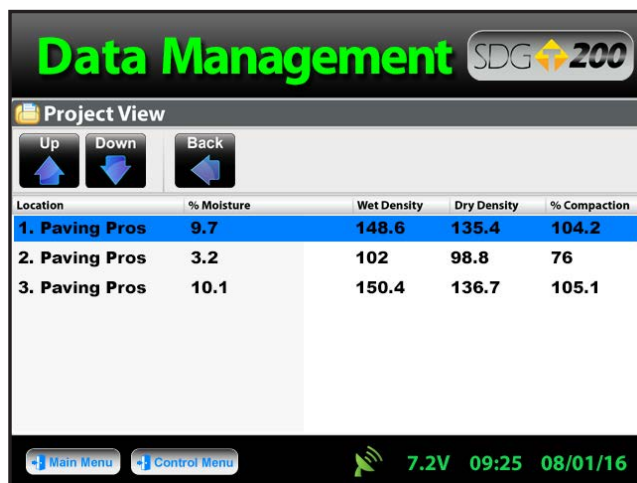 Data Management SDG 200
Project View
Up Down Back
Location % Moisture Wet Density Dry Density % Compaction
1. Paving Pros 9.7 148.6 135.4 104.2
2. Paving Pros 3.2 102 98.8 76
3. Paving Pros 10.1 150.4 136.7 105.1
Main Menu Control Menu 7.2V 09:25 08/01/16